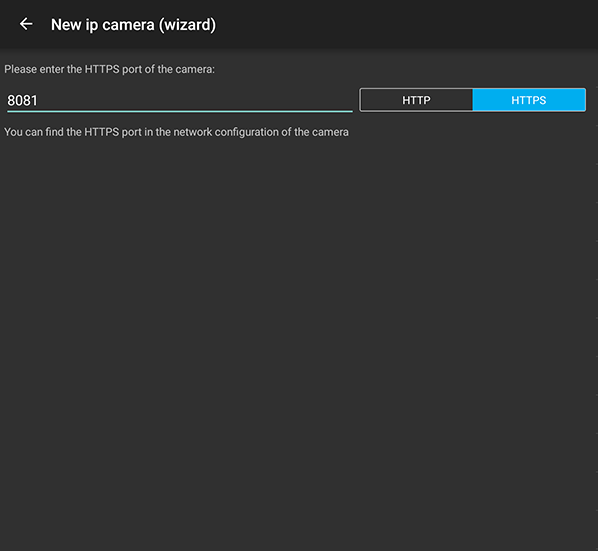 New ip camera (wizard)
Please enter the HTTPS port of the camera:
8081 HTTP HTTPS
You can find the HTTPS port in the network configuration of the camera